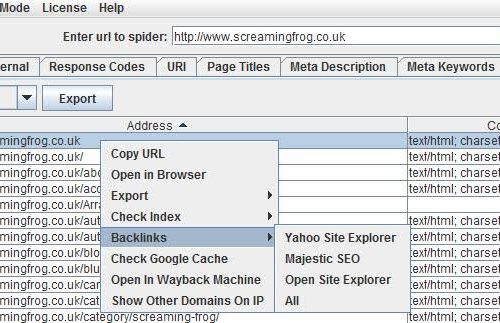 Mode License Help
Enter url to spider: http://www.screamingfrog.co.uk
ernal Response Codes URI Page Titles Meta Description Meta Keywords
Export
Address Co
mingfrog.co.uk text/html; charset
mingfrog.co.uk/ text/html; charset
mingfrog.co.uk/abo text/html; charset
mingfrog.co.uk/acc text/html; charset
mingfrog.co.uk/Arra
mingfrog.co.uk/aut text/html; charset
mingfrog.co.uk/aut text/html; charset
mingfrog.co.uk/blo text/html; charset
mingfrog.co.uk/blu text/html; charset
mingfrog.co.uk/car text/html; charset
mingfrog.co.uk/cat text/html; charset
mingfrog.co.uk/category/screaming-frog/ text/html; charset
Copy URL
Open in Browser
Export
Check Index
Backlinks
Check Google Cache
Open In Wayback Machine
Show Other Domains On IP
Yahoo Site Explorer
Majestic SEO
Open Site Explorer
All